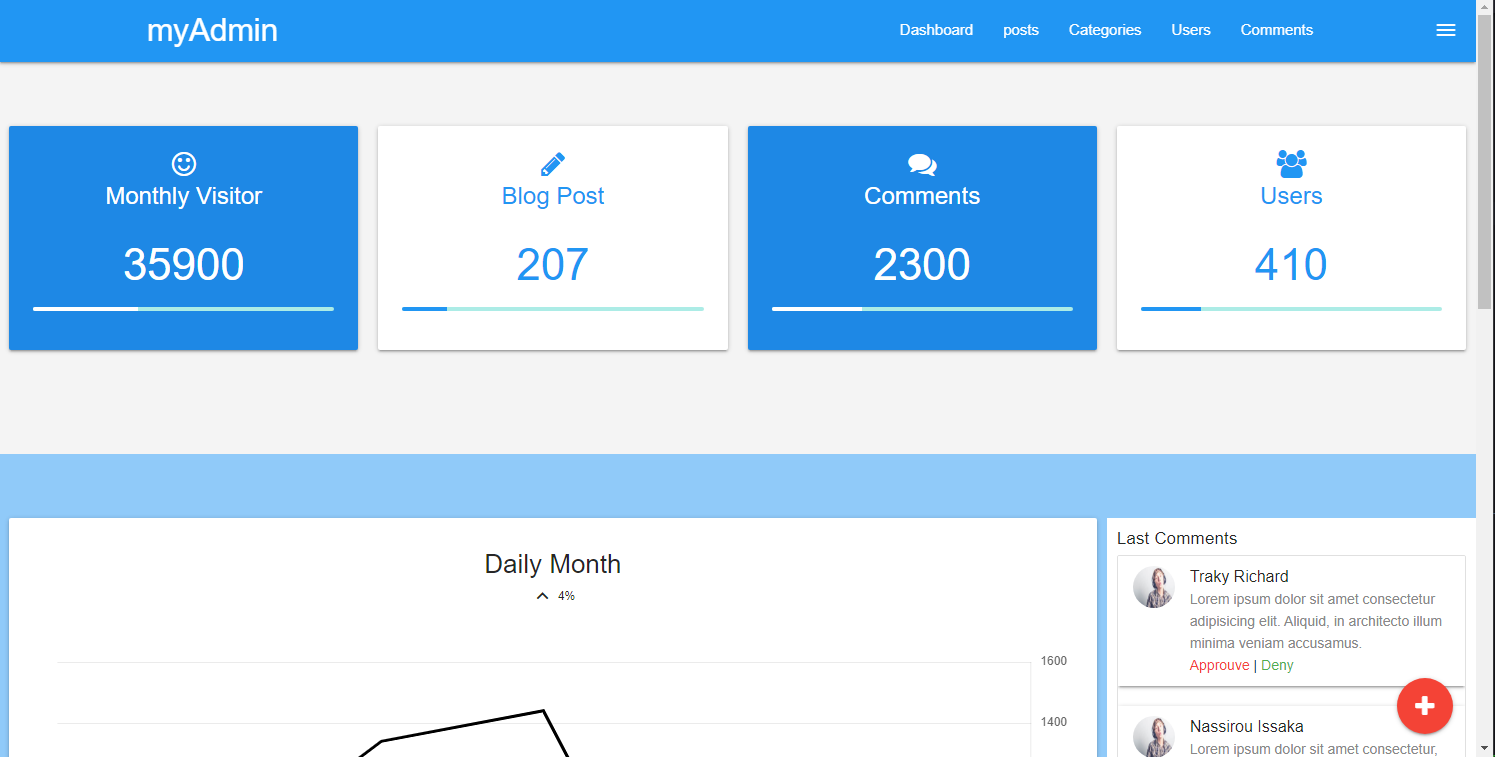 myAdmin
Dashboard posts Categories Users Comments
Monthly Visitor
35900
Blog Post
207
Comments
2300
Users
410
Daily Month
4%
1600
1400
Last Comments
Traky Richard
Lorem ipsum dolor sit amet consectetur
adipisicing elit. Aliquid, in architecto illum
minima veniam accusamus.
Approuve | Deny
Nassirou Issaka
Lorem ipsum dolor sit amet consectetur,